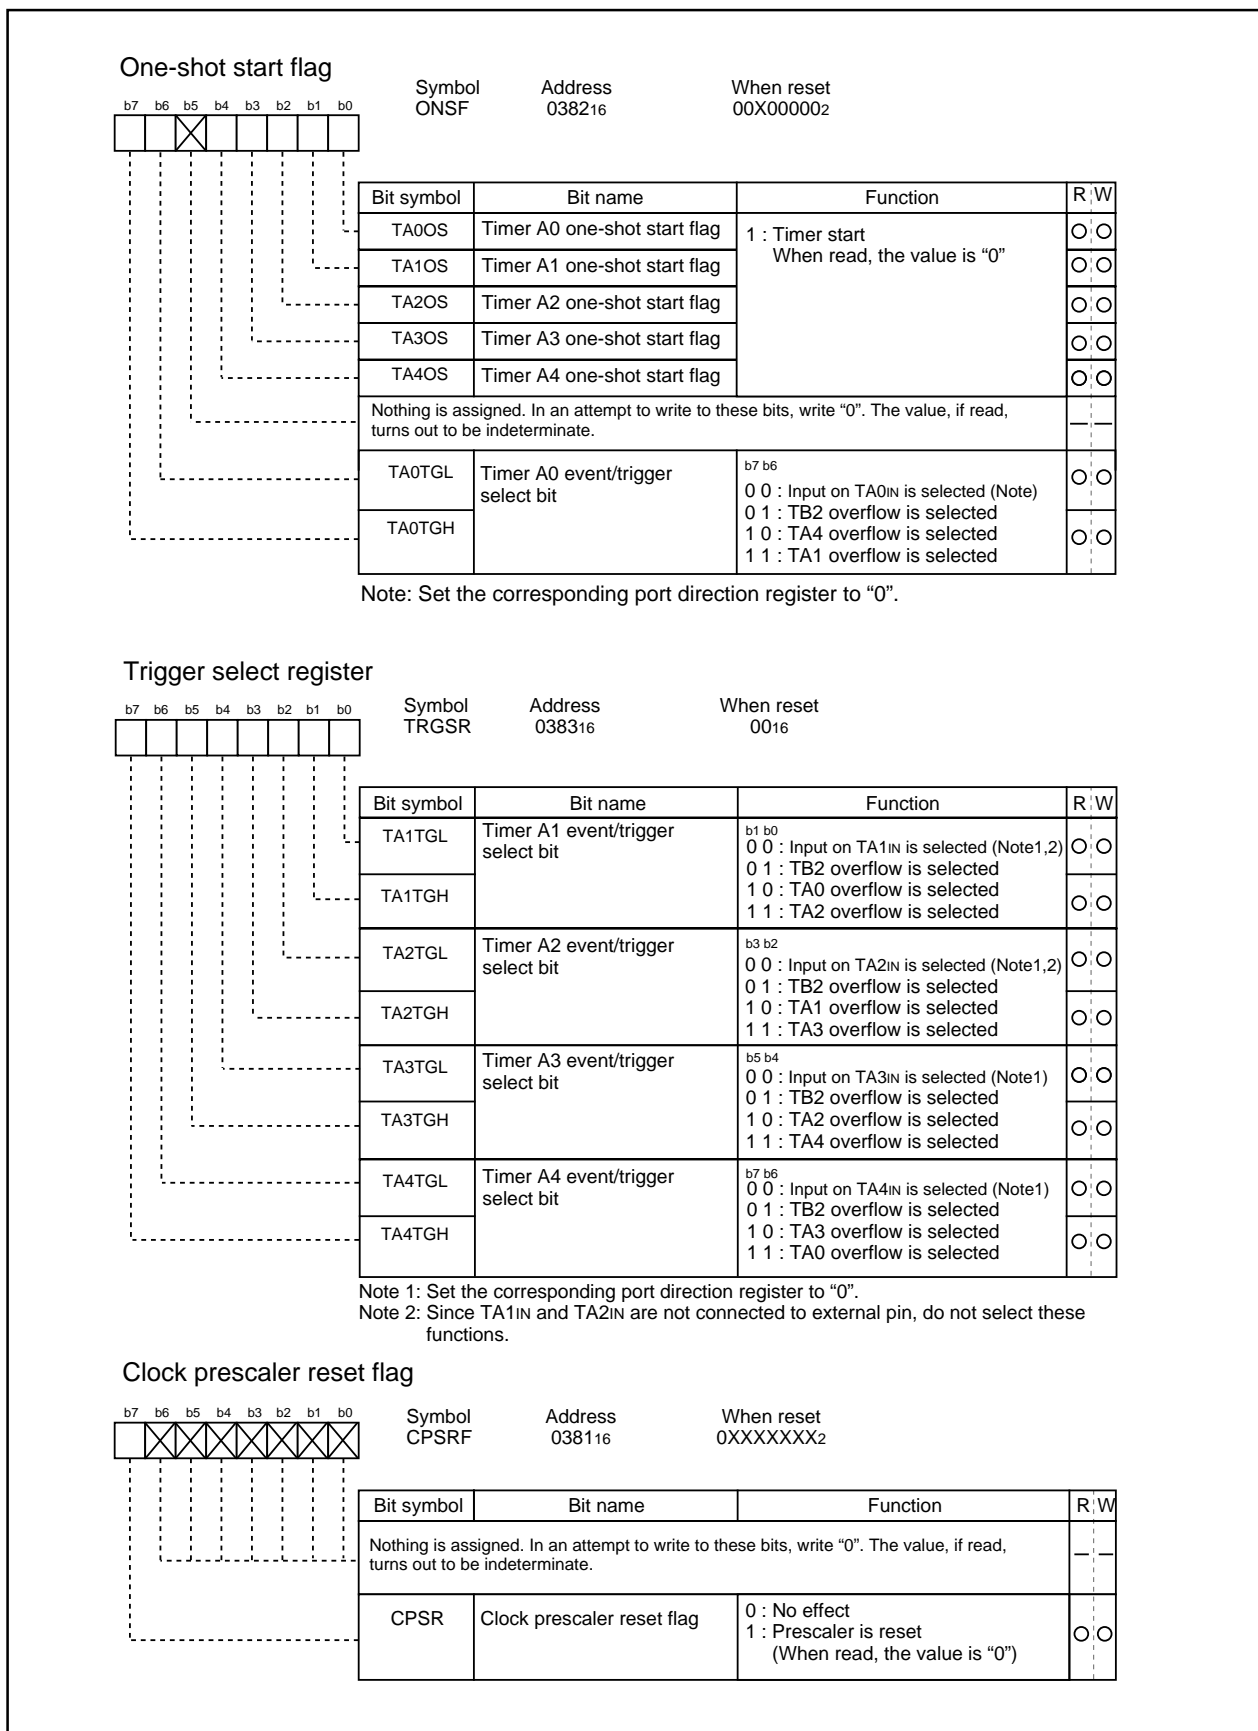 One-shot start flag
Symbol Address When reset
b7 b6 b5 b4 b3 b2 b1 b0
ONSF 038216 00X000002
Bit symbol Bit name Function R W
TA0OS Timer A0 one-shot start flag 1 : Timer start
When read, the value is “0”
TA1OS Timer A1 one-shot start flag
TA2OS Timer A2 one-shot start flag
TA3OS Timer A3 one-shot start flag
TA4OS Timer A4 one-shot start flag
Nothing is assigned. In an attempt to write to these bits, write “0”. The value, if read,
turns out to be indeterminate.
TA0TGL Timer A0 event/trigger
select bit
b7 b6
0 0 : Input on TA0IN is selected (Note)
0 1 : TB2 overflow is selected
TA0TGH 1 0 : TA4 overflow is selected
1 1 : TA1 overflow is selected
Note: Set the corresponding port direction register to “0”.
Trigger select register
Symbol Address When reset
b7 b6 b5 b4 b3 b2 b1 b0
TRGSR 038316 0016
Bit symbol Bit name Function R W
TA1TGL Timer A1 event/trigger
select bit
b1 b0
0 0 : Input on TA1IN is selected (Note1,2)
0 1 : TB2 overflow is selected
TA1TGH 1 0 : TA0 overflow is selected
1 1 : TA2 overflow is selected
TA2TGL Timer A2 event/trigger
select bit
b3 b2
0 0 : Input on TA2IN is selected (Note1,2)
0 1 : TB2 overflow is selected
TA2TGH 1 0 : TA1 overflow is selected
1 1 : TA3 overflow is selected
TA3TGL Timer A3 event/trigger
select bit
b5 b4
0 0 : Input on TA3IN is selected (Note1)
0 1 : TB2 overflow is selected
TA3TGH 1 0 : TA2 overflow is selected
1 1 : TA4 overflow is selected
TA4TGL Timer A4 event/trigger
select bit
b7 b6
0 0 : Input on TA4IN is selected (Note1)
0 1 : TB2 overflow is selected
TA4TGH 1 0 : TA3 overflow is selected
1 1 : TA0 overflow is selected
Note 1: Set the corresponding port direction register to “0”.
Note 2: Since TA1IN and TA2IN are not connected to external pin, do not select these
functions.
Clock prescaler reset flag
b7 b6 b5 b4 b3 b2 b1 b0
Symbol Address When reset
CPSRF 038116 0XXXXXXX2
Bit symbol Bit name Function R W
Nothing is assigned. In an attempt to write to these bits, write “0”. The value, if read,
turns out to be indeterminate.
CPSR Clock prescaler reset flag 0 : No effect
1 : Prescaler is reset
(When read, the value is “0”)